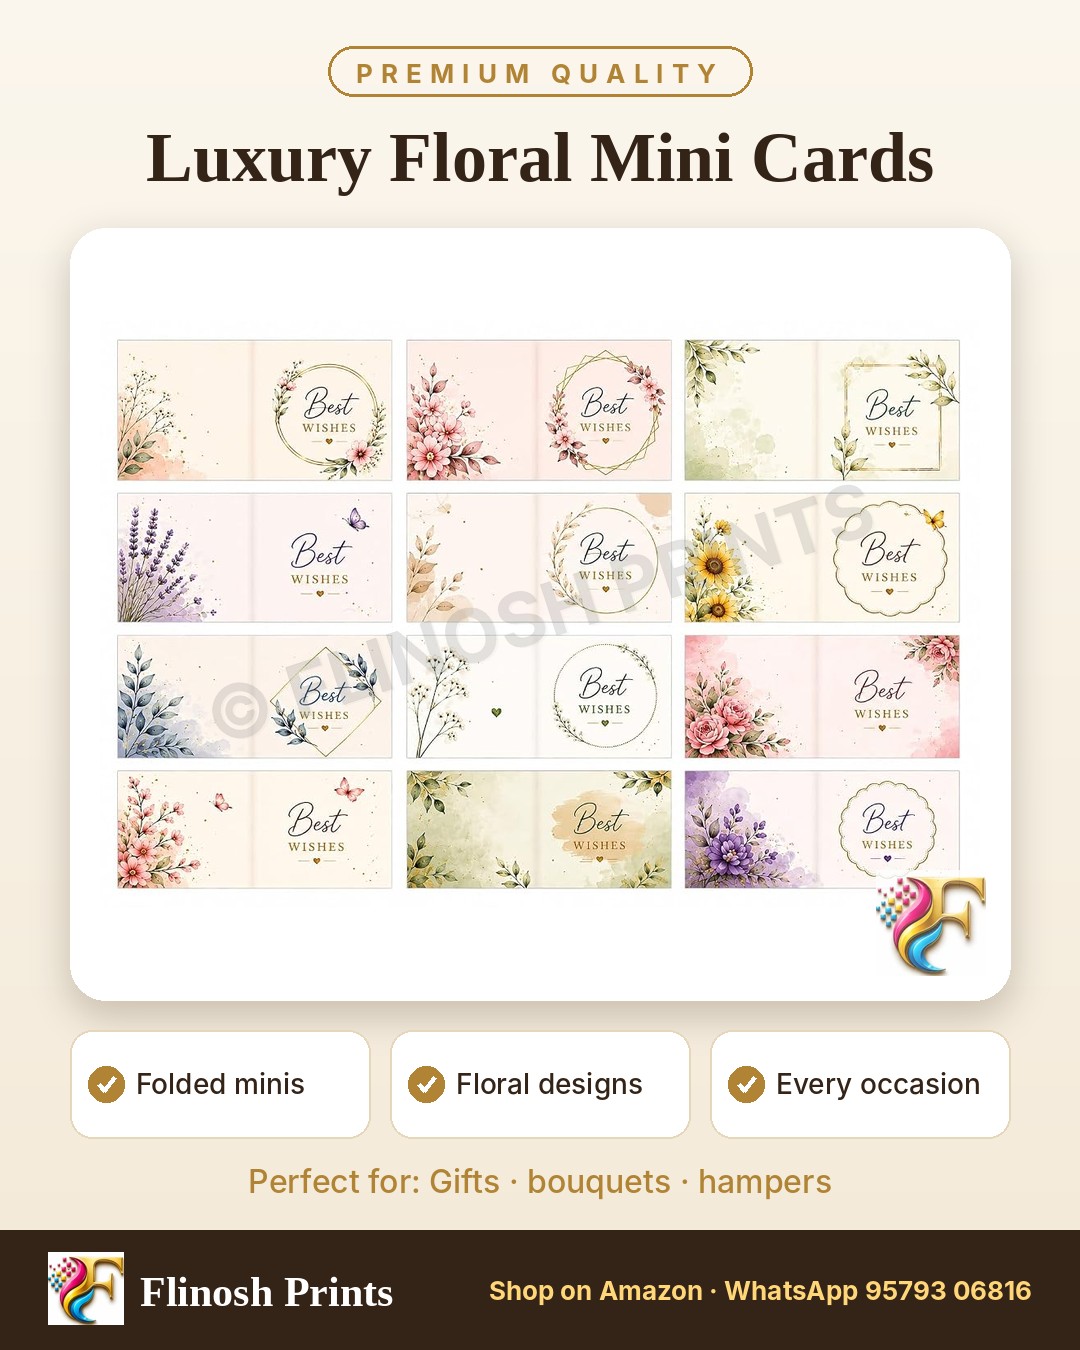 PREMIUM QUALITY
Luxury Floral Mini Cards
Best
WISHES
Best
WISHES
Best
WISHES
Best
WISHES
Best
WISHES
Best
WISHES
Best
WISHES
Best
WISHES
Best
WISHES
Best
WISHES
Best
WISHES
Best
WISHES
© FLINOSH PRINTS
F
Folded minis
Floral designs
Every occasion
Perfect for: Gifts · bouquets · hampers
F
Flinosh Prints
Shop on Amazon · WhatsApp 95793 06816